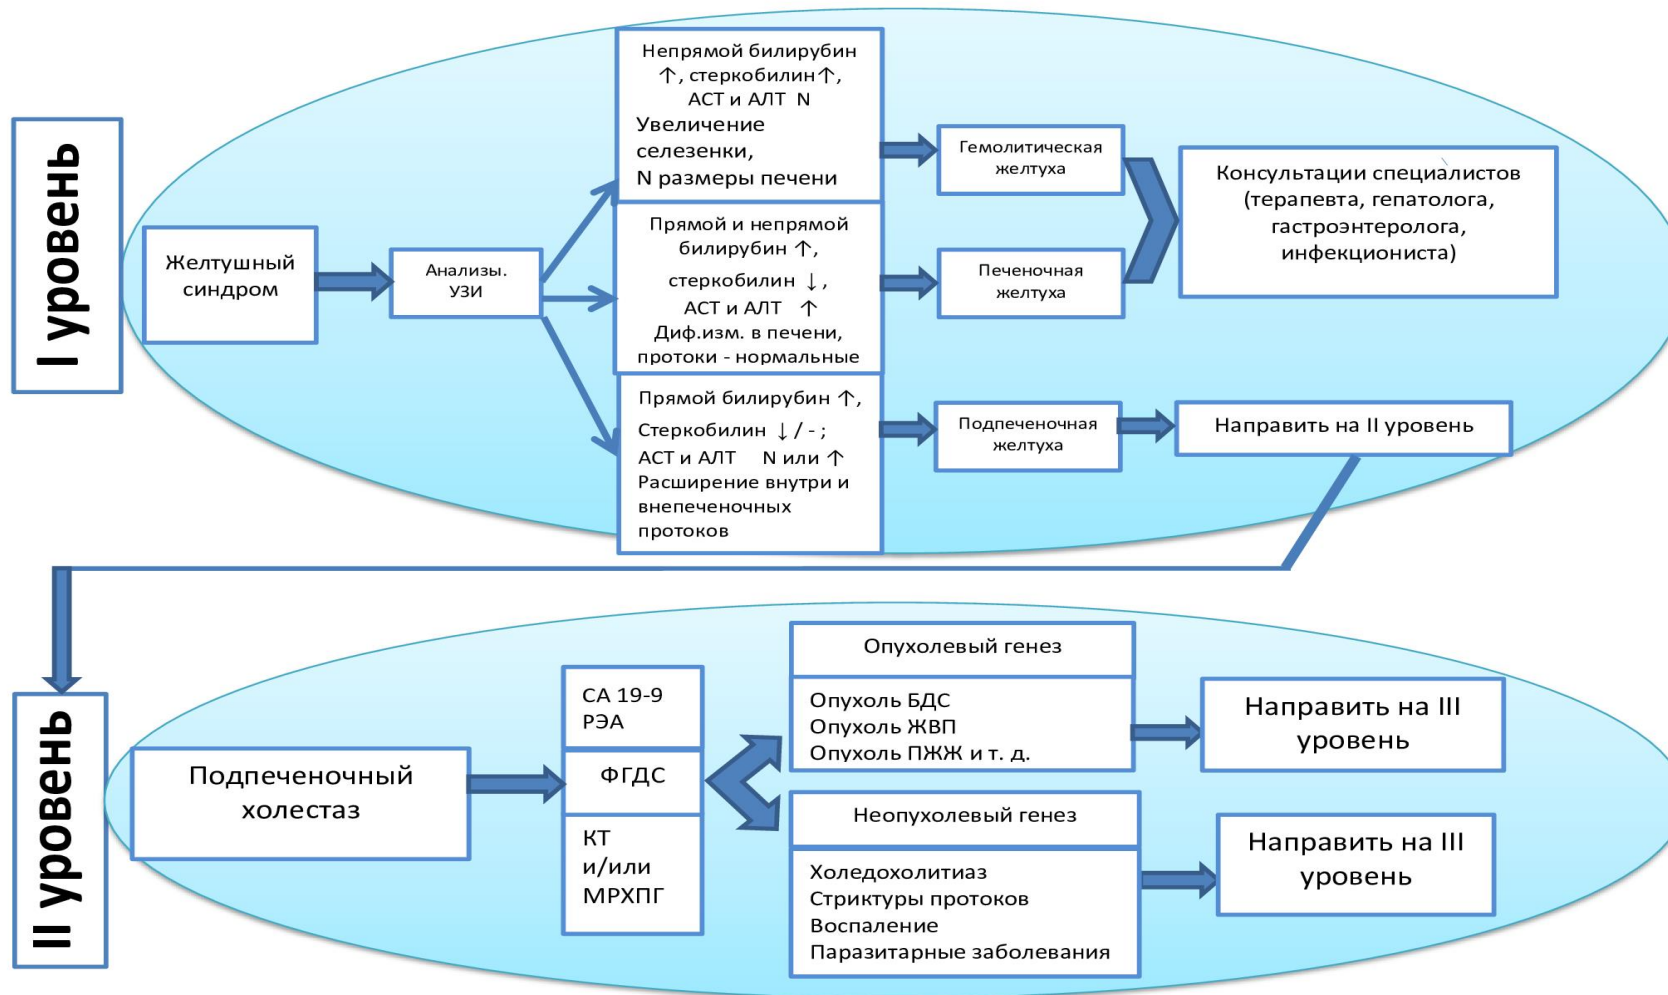 I уровень
Желтушный
синдром
Анализы.
УЗИ
Непрямой билирубин
↑, стеркобилин↑,
АСТ и АЛТ N
Увеличение
селезенки,
N размеры печени
Гемолитическая
желтуха
Консультации специалистов
(терапевта, гепатолога,
гастроэнтеролога,
инфекциониста)
Прямой и непрямой
билирубин ↑,
стеркобилин ↓,
АСТ и АЛТ ↑
Диф.изм. в печени,
протоки - нормальные
Печеночная
желтуха
Прямой билирубин ↑,
Стеркобилин ↓ / - ;
АСТ и АЛТ N или ↑
Расширение внутри и
внепеченочных
протоков
Подпеченочная
желтуха
Направить на II уровень
II уровень
Подпеченочный
холестаз
СА 19-9
РЭА
ФГДС
КТ
и/или
МРХПГ
Опухолевый генез
Опухоль БДС
Опухоль ЖВП
Опухоль ПЖЖ и т. д.
Направить на III
уровень
Неопухолевый генез
Холедохолитиаз
Стриктуры протоков
Воспаление
Паразитарные заболевания
Направить на III
уровень